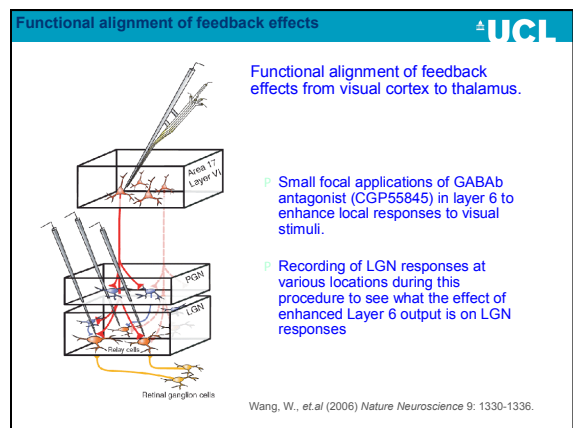 Functional alignment of feedback effects
UCL
Functional alignment of feedback
effects from visual cortex to thalamus.
Area 17
Layer VI
P Small focal applications of GABAb
antagonist (CGP55845) in layer 6 to
enhance local responses to visual
stimuli.
P Recording of LGN responses at
various locations during this
procedure to see what the effect of
enhanced Layer 6 output is on LGN
responses
PGN
LGN
Relay cells
Retinal ganglion cells
Wang, W., et.al (2006) Nature Neuroscience 9: 1330-1336.